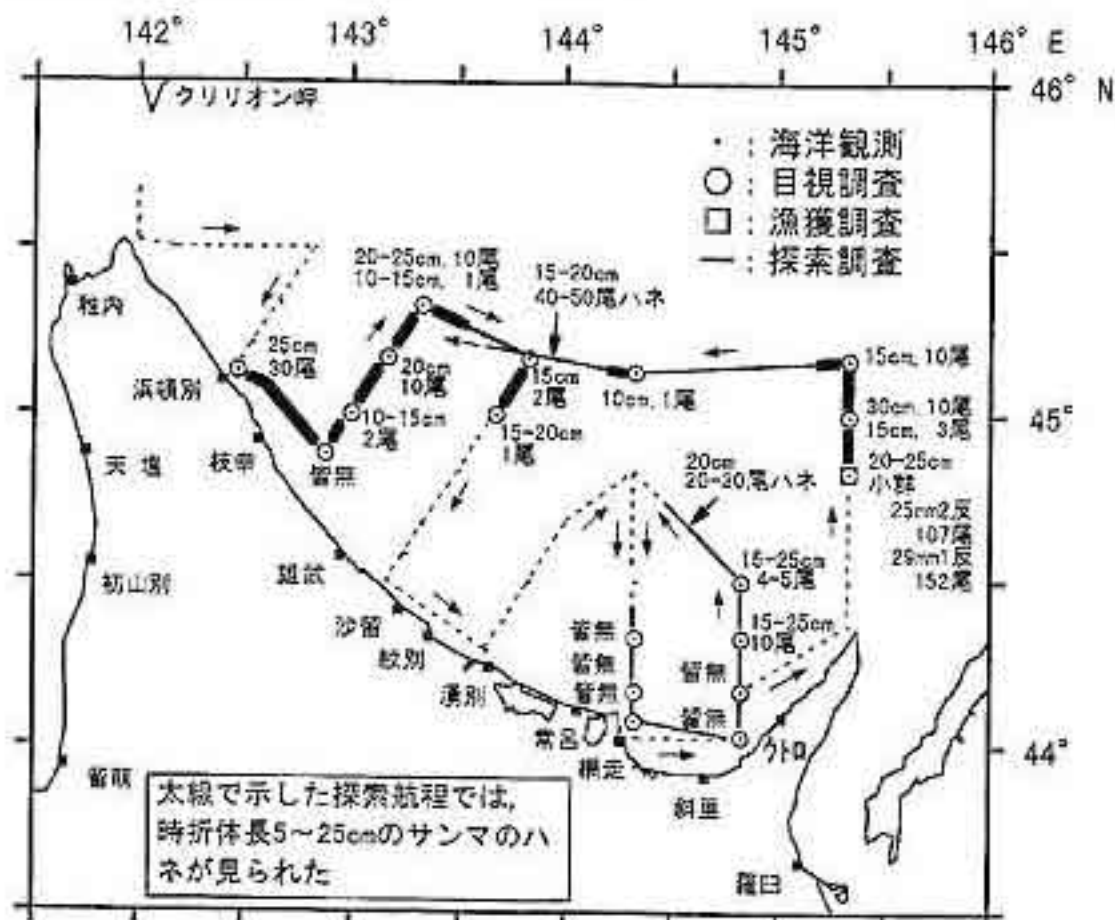 142° 143° 144° 145° 146° E
46° N
クリリオン岬
・: 海洋観測
○: 目視調査
□: 漁獲調査
―: 探索調査
20-25cm, 10尾
10-15cm, 1尾
15-20cm
40-50尾ハネ
稚内
25cm
30尾
浜頓別
20cm
10尾
15cm
2尾
10cm, 1尾
15cm, 10尾
10-15cm
2尾
15-20cm
1尾
30cm, 10尾
15cm, 3尾
45°
枝幸
皆無
天塩
20cm
20-30尾ハネ
20-25cm
小群
25mm2反
107尾
29mm1反
152尾
初山別
雄武
15-25cm
4-5尾
沙留
紋別
皆無
15-25cm
10尾
皆無
皆無
皆無
湧別
皆無
常呂
網走
ウトロ
44°
留萌
斜里
太線で示した探索航程では,
時折体長5~25cmのサンマのハ
ネが見られた
羅臼